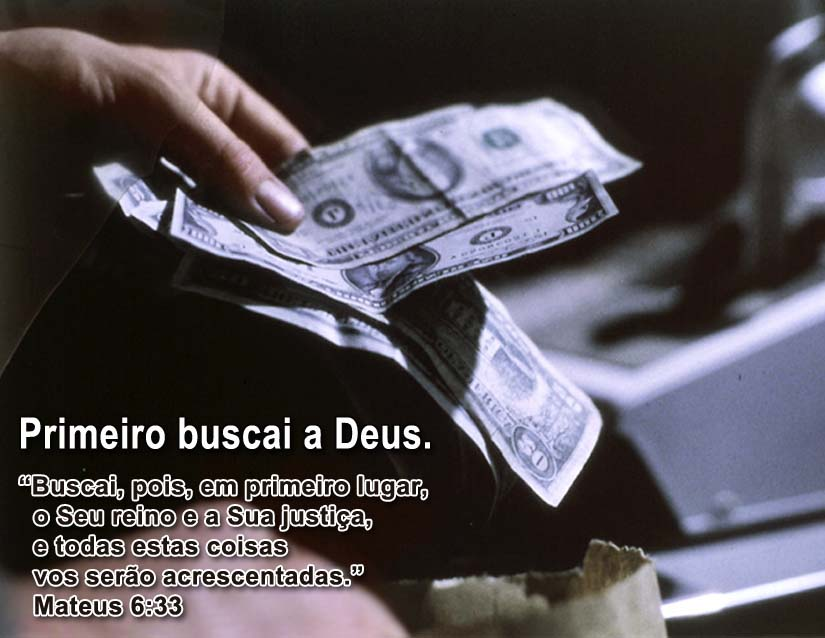 Primeiro buscai a Deus.
“Buscai, pois, em primeiro lugar,
o Seu reino e a Sua justiça,
e todas estas coisas
vos serão acrescentadas.”
Mateus 6:33